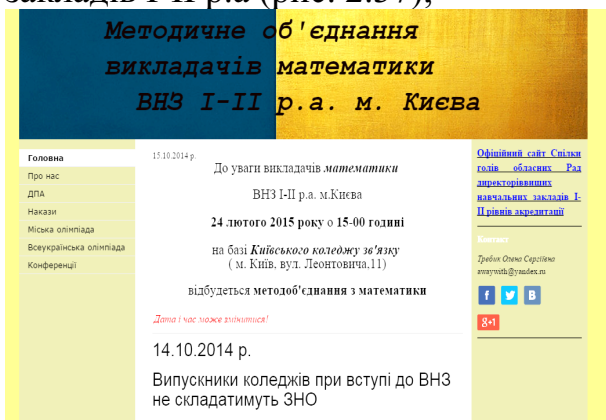 закладів І-ІІ р.а (рис. 2.37),
Методичне об'єднання
викладачів математики
ВНЗ І-ІІ р.а. м. Києва
Головна
Про нас
ДПА
Накази
Міська олімпіада
Всеукраїнська олімпіада
Конференції
15.10.2014 р.
До уваги викладачів математики
ВНЗ І-ІІ р.а. м.Києва
24 лютого 2015 року о 15-00 годині
на базі Київського коледжу зв'язку
( м. Київ, вул. Леонтовича,11)
відбудеться методоб'єднання з математики
Дата і час може змінитися!
14.10.2014 р.
Випускники коледжів при вступі до ВНЗ
не складатимуть ЗНО
Офіційний сайт Спілки
голів обласних Рад
директоріввищих
навчальних закладів І-
ІІ рівнів акредитації
Контакт
Требик Олена Сергіївна
awaywith@yandex.ru
f
B
g+1